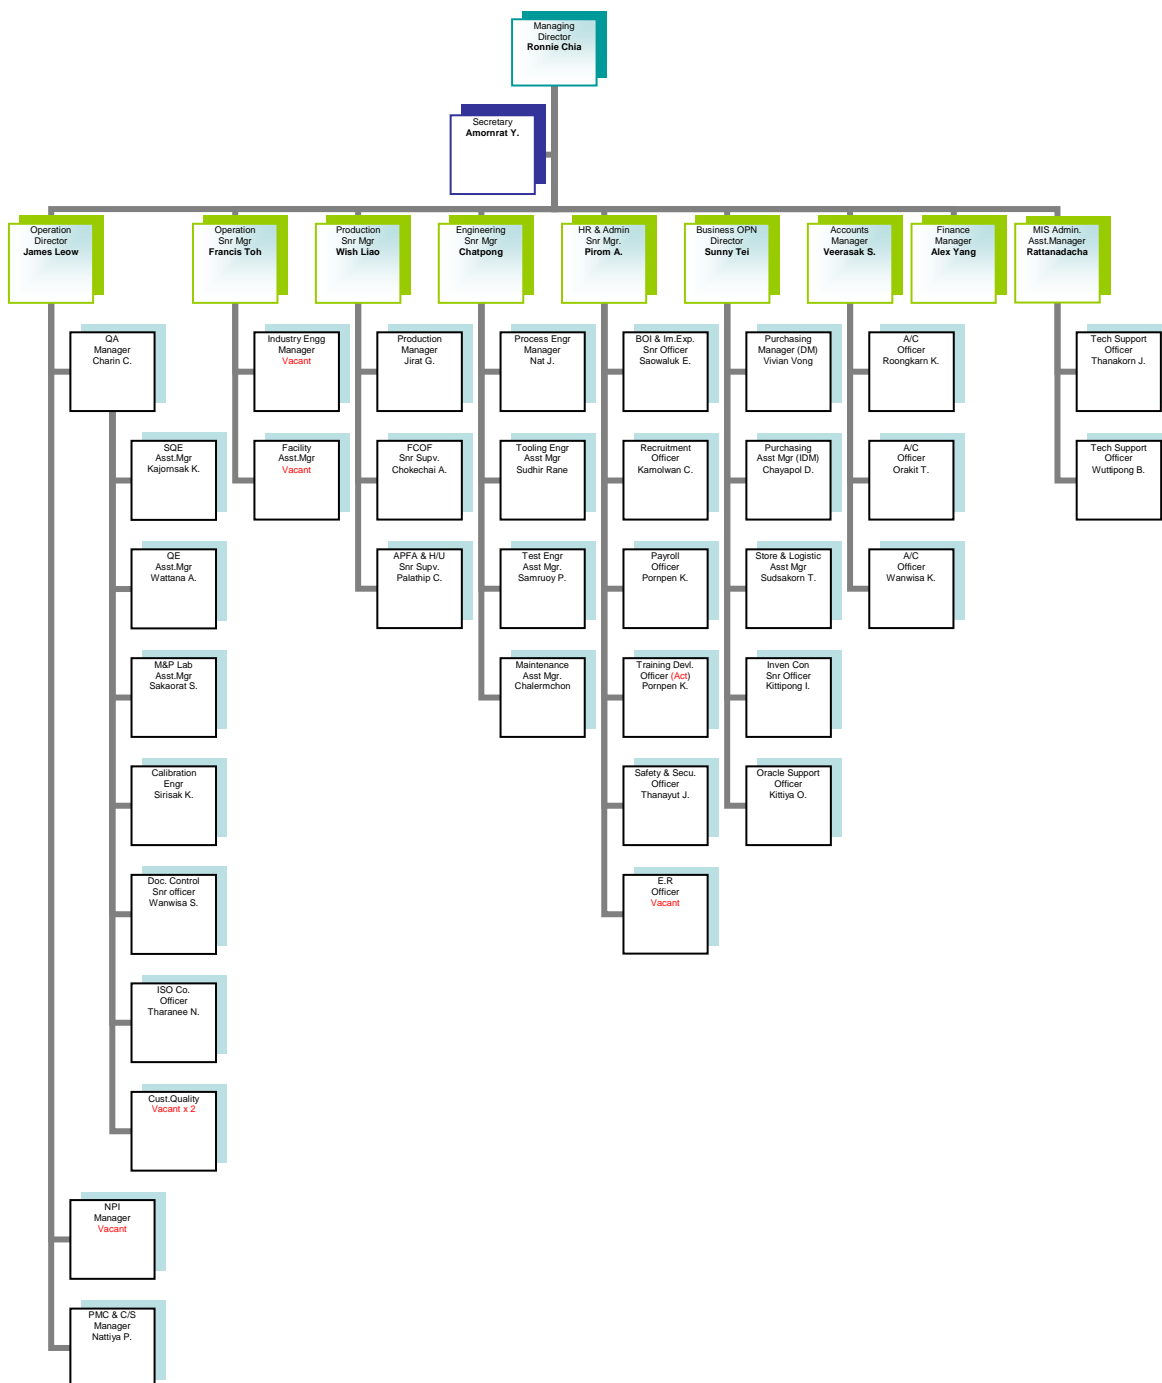 Managing
Director
Ronnie Chia
Secretary
Amornrat Y.
Operation
Director
James Leow
Operation
Snr Mgr
Francis Toh
Production
Snr Mgr
Wish Liao
Engineering
Snr Mgr
Chatpong
HR & Admin
Snr Mgr.
Pirom A.
Business OPN
Director
Sunny Tei
Accounts
Manager
Veerasak S.
Finance
Manager
Alex Yang
MIS Admin.
Asst.Manager
Rattanadacha
QA
Manager
Charin C.
Industry Engg
Manager
Vacant
Production
Manager
Jirat G.
Process Engr
Manager
Nat J.
BOI & Im.Exp.
Snr Officer
Saowaluk E.
Purchasing
Manager (DM)
Vivian Vong
A/C
Officer
Roongkarn K.
Tech Support
Officer
Thanakorn J.
SQE
Asst.Mgr
Kajornsak K.
Facility
Asst.Mgr
Vacant
FCOF
Snr Supv.
Chokechai A.
Tooling Engr
Asst Mgr
Sudhir Rane
Recruitment
Officer
Kamolwan C.
Purchasing
Asst Mgr (IDM)
Chayapol D.
A/C
Officer
Orakit T.
Tech Support
Officer
Wuttipong B.
QE
Asst.Mgr
Wattana A.
APFA & H/U
Snr Supv.
Palathip C.
Test Engr
Asst Mgr.
Samruoy P.
Payroll
Officer
Pornpen K.
Store & Logistic
Asst Mgr
Sudsakorn T.
A/C
Officer
Wanwisa K.
M&P Lab
Asst.Mgr
Sakaorat S.
Maintenance
Asst Mgr.
Chalermchon
Training Devl.
Officer (Act)
Pornpen K.
Inven Con
Snr Officer
Kittipong I.
Calibration
Engr
Sirisak K.
Safety & Secu.
Officer
Thanayut J.
Oracle Support
Officer
Kittiya O.
Doc. Control
Snr officer
Wanwisa S.
E.R
Officer
Vacant
ISO Co.
Officer
Tharanee N.
Cust.Quality
Vacant x 2
NPI
Manager
Vacant
PMC & C/S
Manager
Nattiya P.